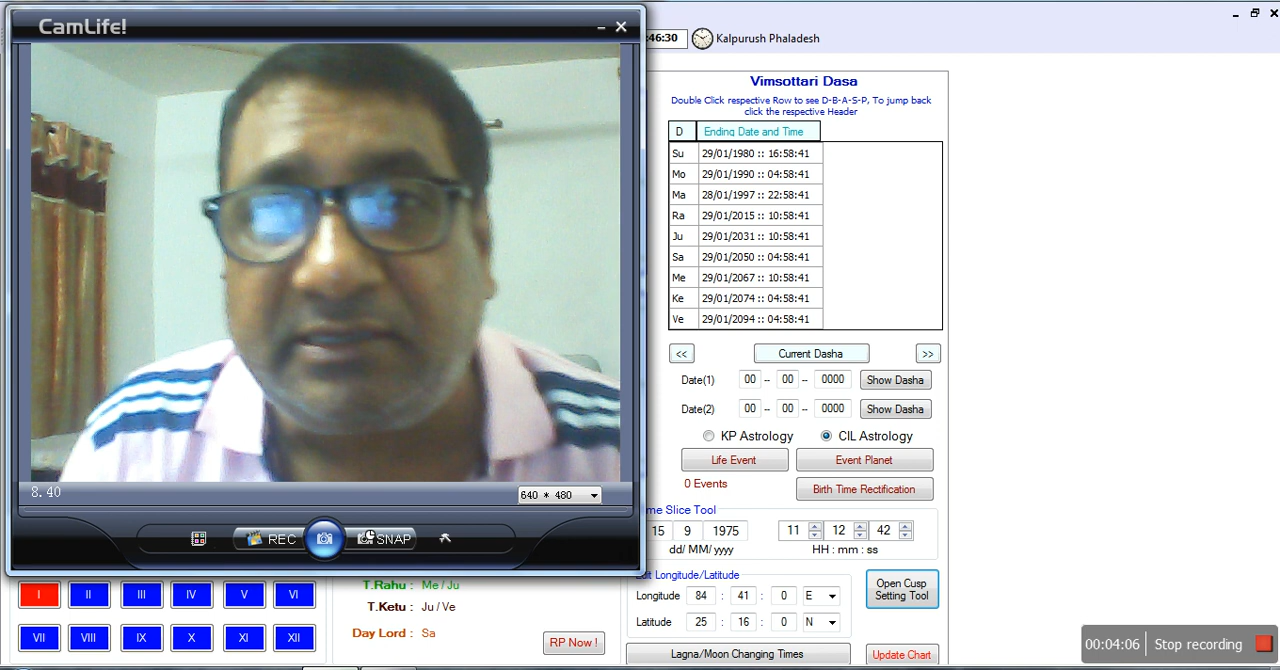 CamLife!
:46:30
Kalpurush Phaladesh
Vimsottari Dasa
Double Click respective Row to see D-B-A-S-P, To jump back
click the respective Header
D Ending Date and Time
Su 29/01/1980 :: 16:58:41
Mo 29/01/1990 :: 04:58:41
Ma 28/01/1997 :: 22:58:41
Ra 29/01/2015 :: 10:58:41
Ju 29/01/2031 :: 10:58:41
Sa 29/01/2050 :: 04:58:41
Me 29/01/2067 :: 10:58:41
Ke 29/01/2074 :: 04:58:41
Ve 29/01/2094 :: 04:58:41
<< Current Dasha >>
Date(1) 00 -- 00 -- 0000 Show Dasha
Date(2) 00 -- 00 -- 0000 Show Dasha
KP Astrology CIL Astrology
Life Event Event Planet
0 Events
Birth Time Rectification
me Slice Tool
15 9 1975 11 12 42
dd/ MM/ yyyy HH : mm : ss
8.40
640 * 480
REC SNAP
I II III IV V VI
VII VIII IX X XI XII
T.Rahu : Me / Ju
T.Ketu : Ju / Ve
Day Lord : Sa
RP Now !
it Longitude/Latitude
Longitude 84 : 41 : 0 E
Latitude 25 : 16 : 0 N
Open Cusp
Setting Tool
Lagna/Moon Changing Times
Update Chart
00:04:06 Stop recording